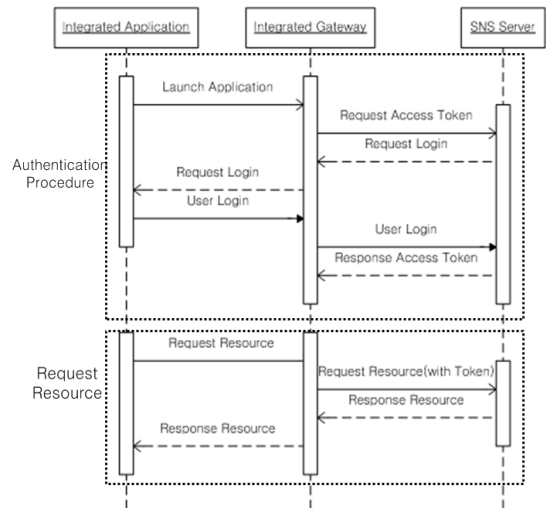 Integrated Application
Integrated Gateway
SNS Server
Launch Application
Request Access Token
Request Login
Authentication
Procedure
Request Login
User Login
User Login
Response Access Token
Request Resource
Request
Resource
Request Resource(with Token)
Response Resource
Response Resource